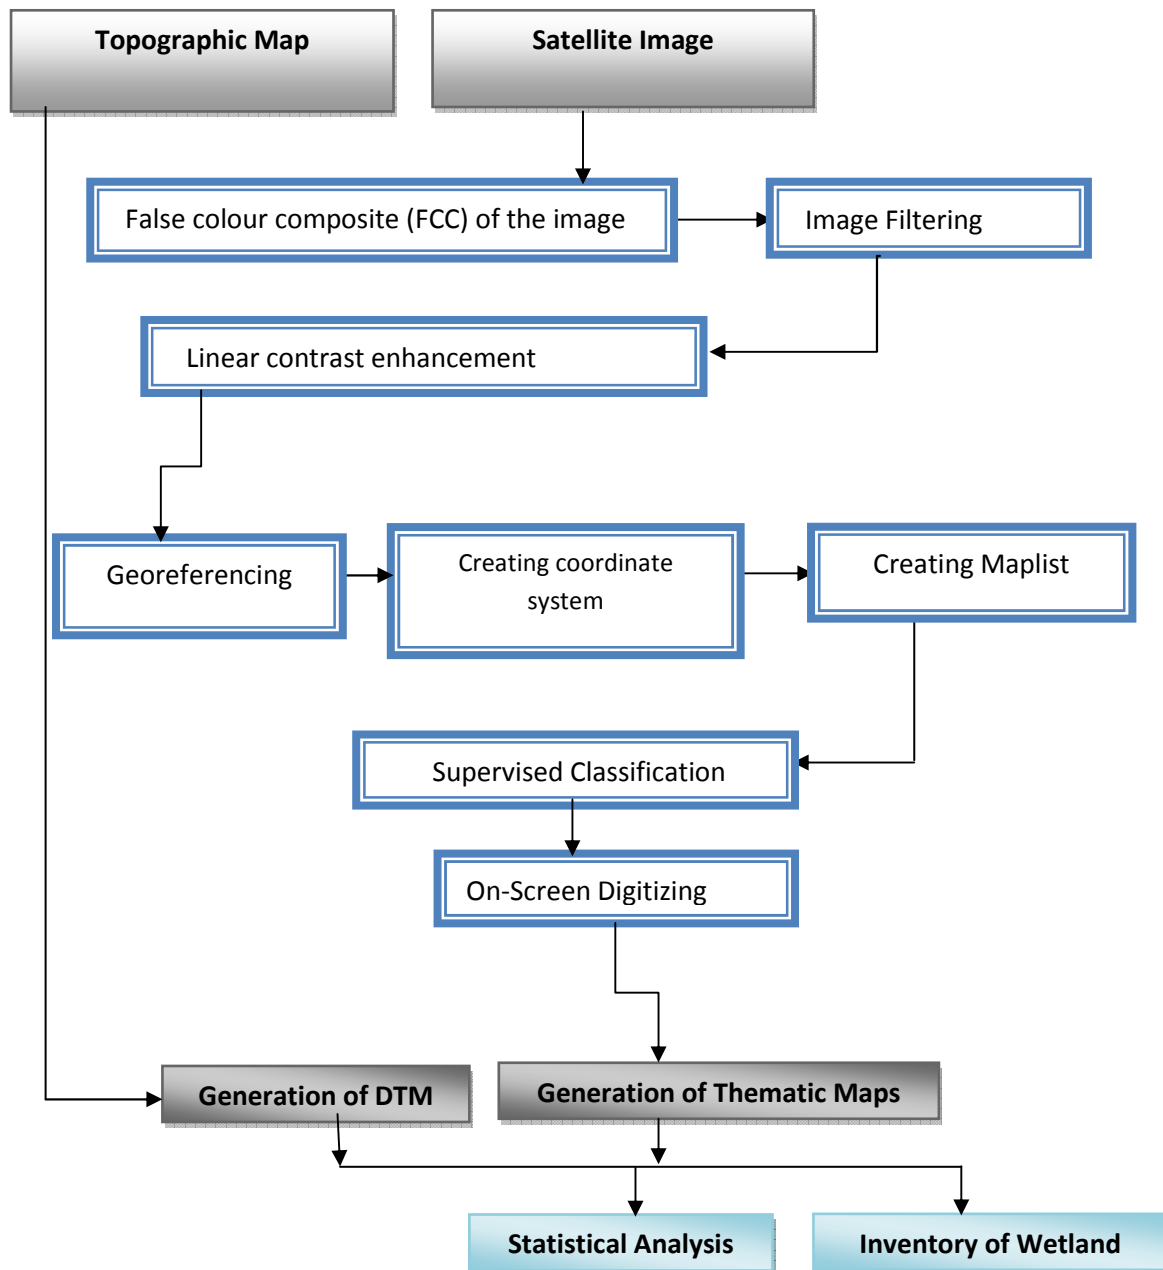 Topographic Map
Satellite Image
False colour composite (FCC) of the image
Image Filtering
Linear contrast enhancement
Georeferencing
Creating coordinate
system
Creating Maplist
Supervised Classification
On-Screen Digitizing
Generation of DTM
Generation of Thematic Maps
Statistical Analysis
Inventory of Wetland